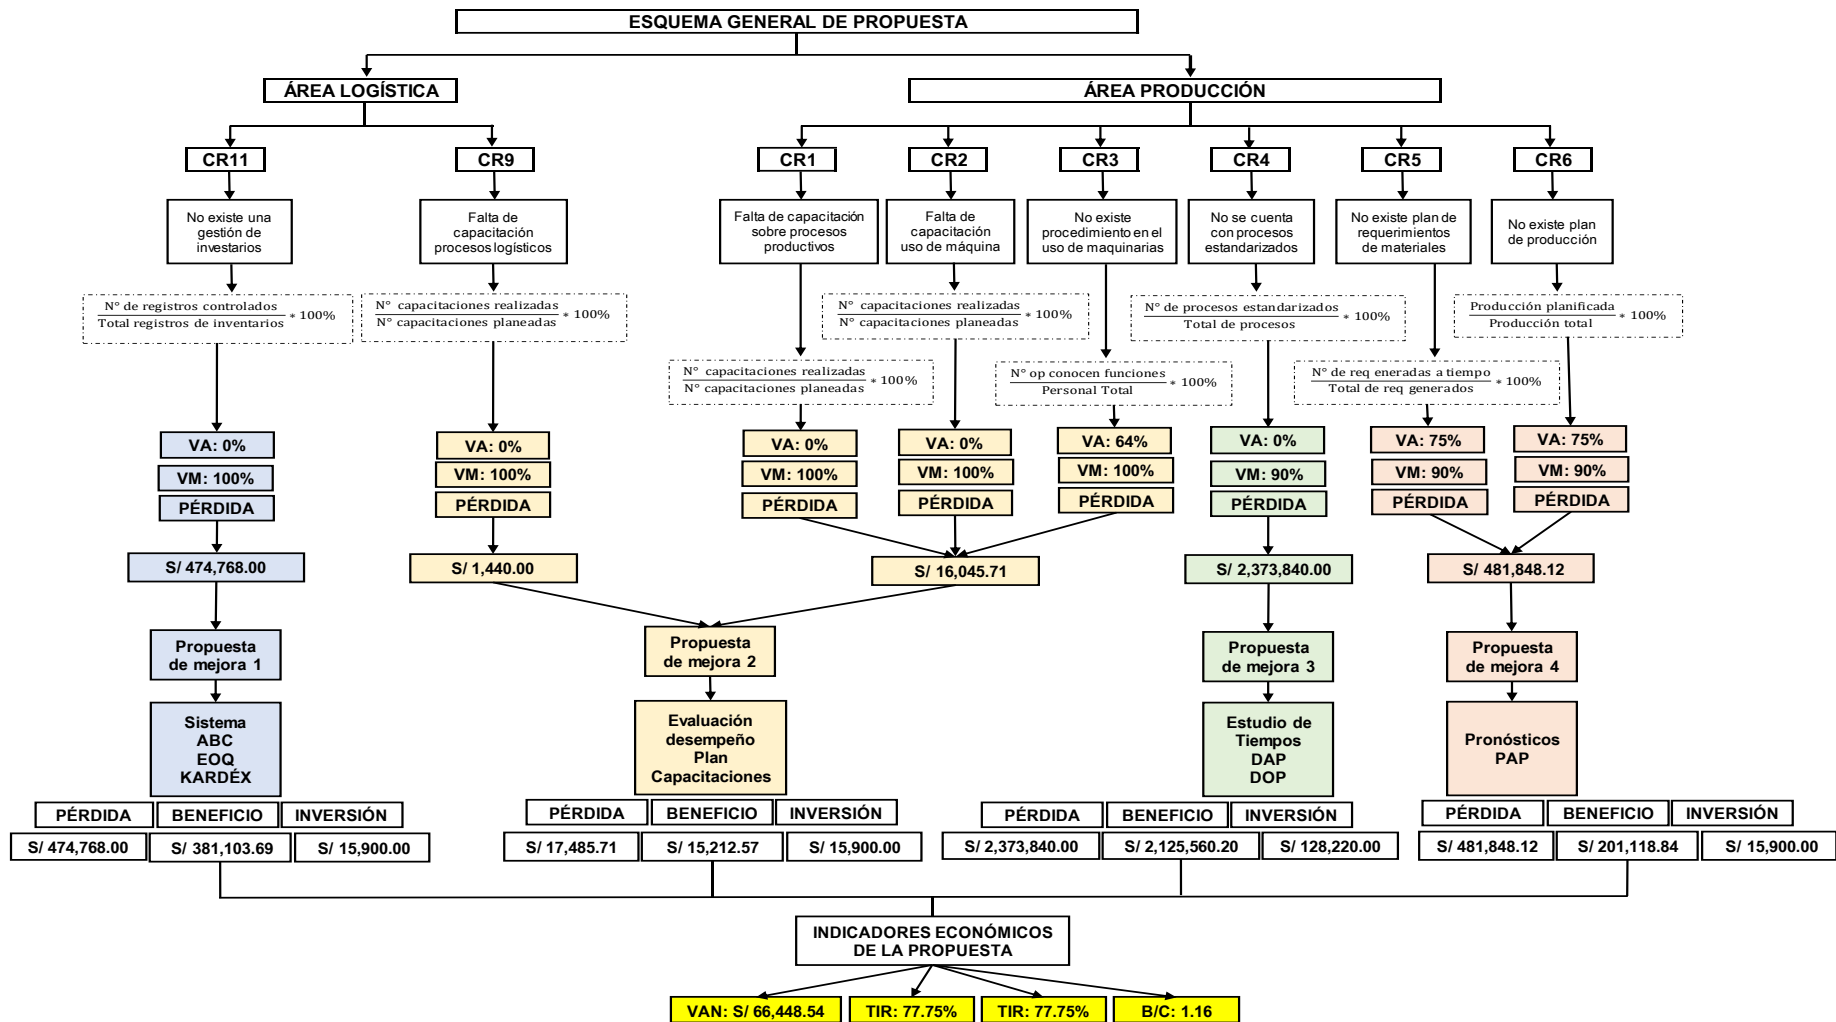 ESQUEMA GENERAL DE PROPUESTA
ÁREA LOGÍSTICA
ÁREA PRODUCCIÓN
CR11
CR9
CR1
CR2
CR3
CR4
CR5
CR6
No existe una
gestión de
investarios
Falta de
capacitación
procesos logísticos
Falta de capacitación
sobre procesos
productivos
Falta de
capacitación
uso de máquina
No existe
procedimiento en el
uso de maquinarias
No se cuenta
con procesos
estandarizados
No existe plan de
requerimientos
de materiales
No existe plan
de producción
N° de registros controlados
Total registros de inventarios * 100%
N° capacitaciones realizadas
N° capacitaciones planeadas * 100%
N° capacitaciones realizadas
N° capacitaciones planeadas * 100%
N° de procesos estandarizados
Total de procesos * 100%
Producción planificada
Producción total * 100%
N° capacitaciones realizadas
N° capacitaciones planeadas * 100%
N° op conocen funciones
Personal Total * 100%
N° de req eneradas a tiempo
Total de req generados * 100%
VA: 0%
VM: 100%
PÉRDIDA
VA: 0%
VM: 100%
PÉRDIDA
VA: 0%
VM: 100%
PÉRDIDA
VA: 0%
VM: 100%
PÉRDIDA
VA: 64%
VM: 100%
PÉRDIDA
VA: 0%
VM: 90%
PÉRDIDA
VA: 75%
VM: 90%
PÉRDIDA
VA: 75%
VM: 90%
PÉRDIDA
S/ 474,768.00
S/ 1,440.00
S/ 16,045.71
S/ 2,373,840.00
S/ 481,848.12
Propuesta
de mejora 1
Propuesta
de mejora 2
Propuesta
de mejora 3
Propuesta
de mejora 4
Sistema
ABC
EOQ
KARDÉX
Evaluación
desempeño
Plan
Capacitaciones
Estudio de
Tiempos
DAP
DOP
Pronósticos
PAP
PÉRDIDA BENEFICIO INVERSIÓN
S/ 474,768.00 S/ 381,103.69 S/ 15,900.00
PÉRDIDA BENEFICIO INVERSIÓN
S/ 17,485.71 S/ 15,212.57 S/ 15,900.00
PÉRDIDA BENEFICIO INVERSIÓN
S/ 2,373,840.00 S/ 2,125,560.20 S/ 128,220.00
PÉRDIDA BENEFICIO INVERSIÓN
S/ 481,848.12 S/ 201,118.84 S/ 15,900.00
INDICADORES ECONÓMICOS
DE LA PROPUESTA
VAN: S/ 66,448.54
TIR: 77.75%
TIR: 77.75%
B/C: 1.16